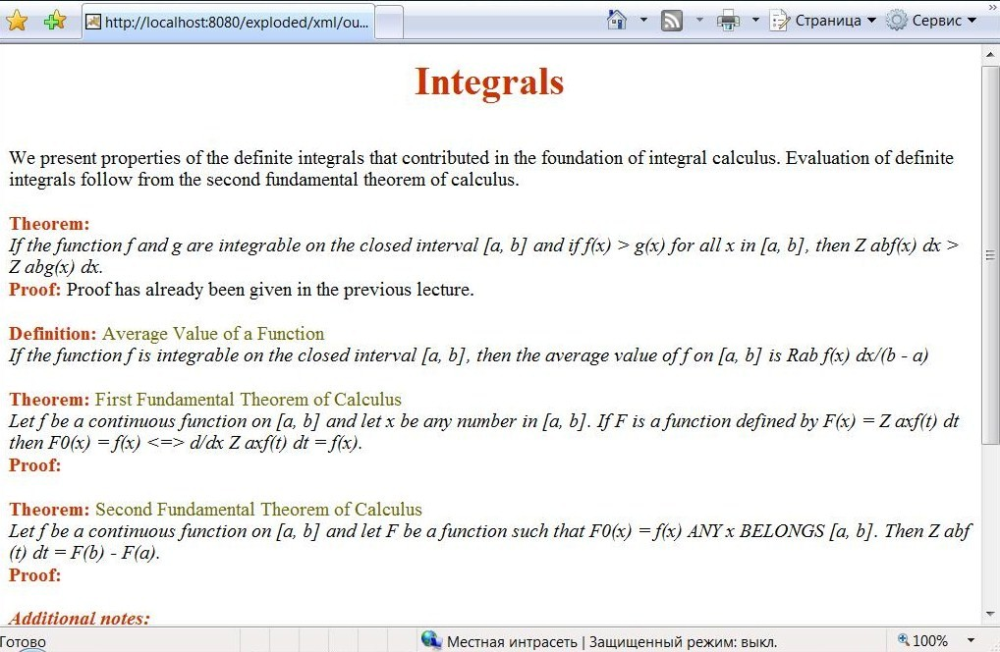 http://localhost:8080/exploded/xml/ou...
Страница
Сервис
Integrals
We present properties of the definite integrals that contributed in the foundation of integral calculus. Evaluation of definite
integrals follow from the second fundamental theorem of calculus.
Theorem:
If the function f and g are integrable on the closed interval [a, b] and if f(x) > g(x) for all x in [a, b], then Z abf(x) dx >
Z abg(x) dx.
Proof: Proof has already been given in the previous lecture.
Definition: Average Value of a Function
If the function f is integrable on the closed interval [a, b], then the average value of f on [a, b] is Rab f(x) dx/(b - a)
Theorem: First Fundamental Theorem of Calculus
Let f be a continuous function on [a, b] and let x be any number in [a, b]. If F is a function defined by F(x) = Z axf(t) dt
then F0(x) = f(x) <=> d/dx Z axf(t) dt = f(x).
Proof:
Theorem: Second Fundamental Theorem of Calculus
Let f be a continuous function on [a, b] and let F be a function such that F0(x) = f(x) ANY x BELONGS [a, b]. Then Z abf
(t) dt = F(b) - F(a).
Proof:
Additional notes:
Готово
Местная интрасеть | Защищенный режим: выкл.
100%